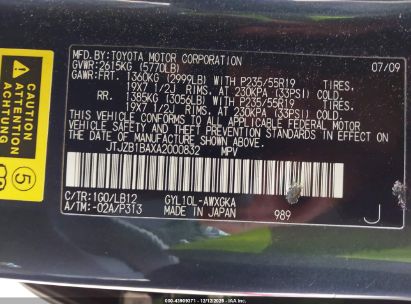 MFD. BY: TOYOTA MOTOR CORPORATION 07/09
GVWR: 2615KG (5770LB)
GAWR: FRT. 1360KG (2999LB) WITH P235/55R19 TIRES,
19X7 1/2J RIMS, AT 230KPA (33PSI) COLD.
RR. 1385KG (3056LB) WITH P235/55R19 TIRES,
19X7 1/2J RIMS, AT 230KPA (33PSI) COLD.
THIS VEHICLE CONFORMS TO ALL APPLICABLE FEDERAL MOTOR
VEHICLE SAFETY STANDARDS IN EFFECT ON
THE DATE OF MANUFACTURE SHOWN ABOVE.
JTJZB1BAXA2000832 MPV
C/TR:1G0/LB12 GYL10L-AWXGKA
A/TM:-02A/P313 MADE IN JAPAN 989 J
CAUTION
ATTENTION
ACHTUNG
5